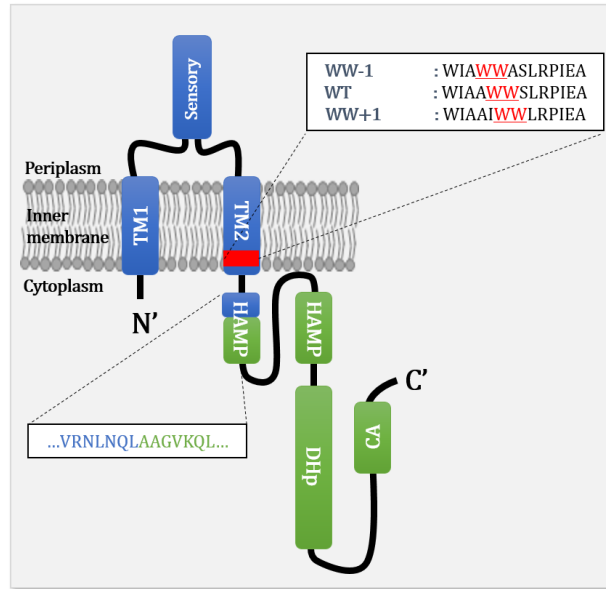 Sensory
WW-1 : WIAWWASLRPIEA
WT : WIAAWWSLRPIEA
WW+1 : WIAAIWWLRPIEA
Periplasm
Inner
membrane
Cytoplasm
TM1
TM2
N’
HAMP
HAMP
C’
...VRNLNQLAAGVKQL...
DHp
CA